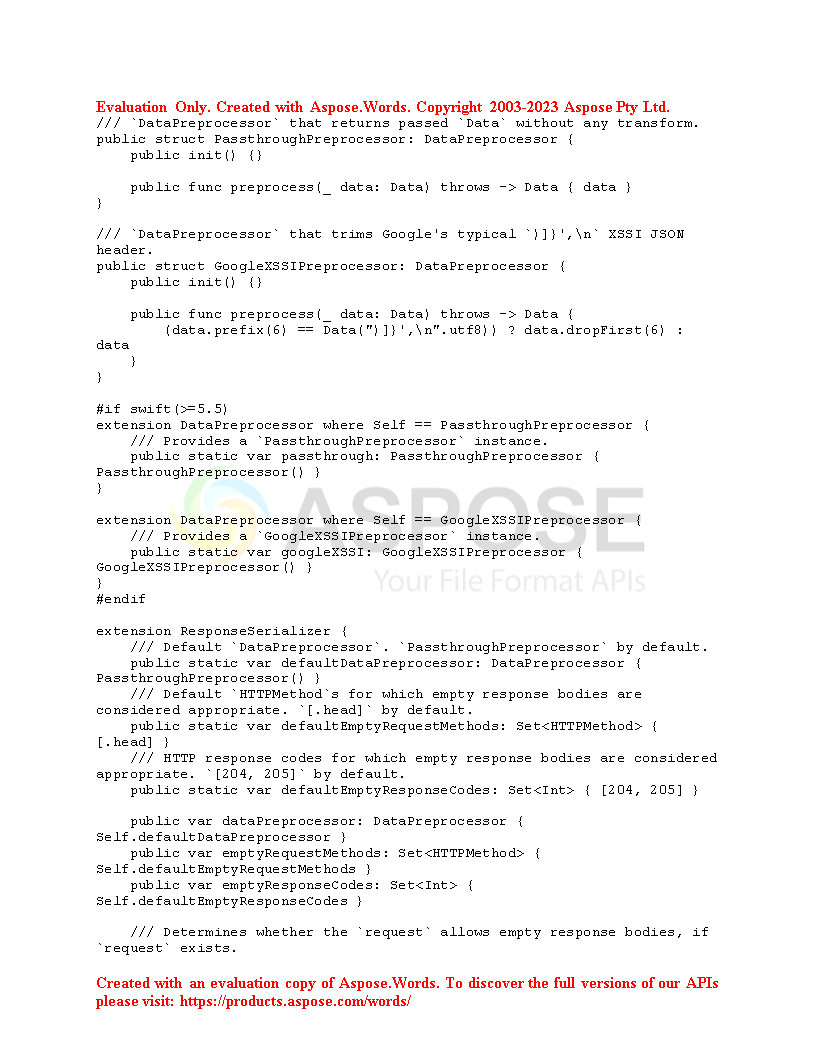 Evaluation Only. Created with Aspose.Words. Copyright 2003-2023 Aspose Pty Ltd.
/// `DataPreprocessor` that returns passed `Data` without any transform.
public struct PassthroughPreprocessor: DataPreprocessor {
    public init() {}

    public func preprocess(_ data: Data) throws -> Data { data }
}

/// `DataPreprocessor` that trims Google's typical `)]}',\n` XSSI JSON
header.
public struct GoogleXSSIPreprocessor: DataPreprocessor {
    public init() {}

    public func preprocess(_ data: Data) throws -> Data {
        (data.prefix(6) == Data(")]}',\n".utf8)) ? data.dropFirst(6) :
data
    }
}

#if swift(>=5.5)
extension DataPreprocessor where Self == PassthroughPreprocessor {
    /// Provides a `PassthroughPreprocessor` instance.
    public static var passthrough: PassthroughPreprocessor {
PassthroughPreprocessor() }
}

extension DataPreprocessor where Self == GoogleXSSIPreprocessor {
    /// Provides a `GoogleXSSIPreprocessor` instance.
    public static var googleXSSI: GoogleXSSIPreprocessor {
GoogleXSSIPreprocessor() }
}
#endif

extension ResponseSerializer {
    /// Default `DataPreprocessor`. `PassthroughPreprocessor` by default.
    public static var defaultDataPreprocessor: DataPreprocessor {
PassthroughPreprocessor() }
    /// Default `HTTPMethod`s for which empty response bodies are
considered appropriate. `[.head]` by default.
    public static var defaultEmptyRequestMethods: Set<HTTPMethod> {
[.head] }
    /// HTTP response codes for which empty response bodies are considered
appropriate. `[204, 205]` by default.
    public static var defaultEmptyResponseCodes: Set<Int> { [204, 205] }

    public var dataPreprocessor: DataPreprocessor {
Self.defaultDataPreprocessor }
    public var emptyRequestMethods: Set<HTTPMethod> {
Self.defaultEmptyRequestMethods }
    public var emptyResponseCodes: Set<Int> {
Self.defaultEmptyResponseCodes }

    /// Determines whether the `request` allows empty response bodies, if
`request` exists.
ASPOSE
Your File Format APIs
Created with an evaluation copy of Aspose.Words. To discover the full versions of our APIs
please visit: https://products.aspose.com/words/